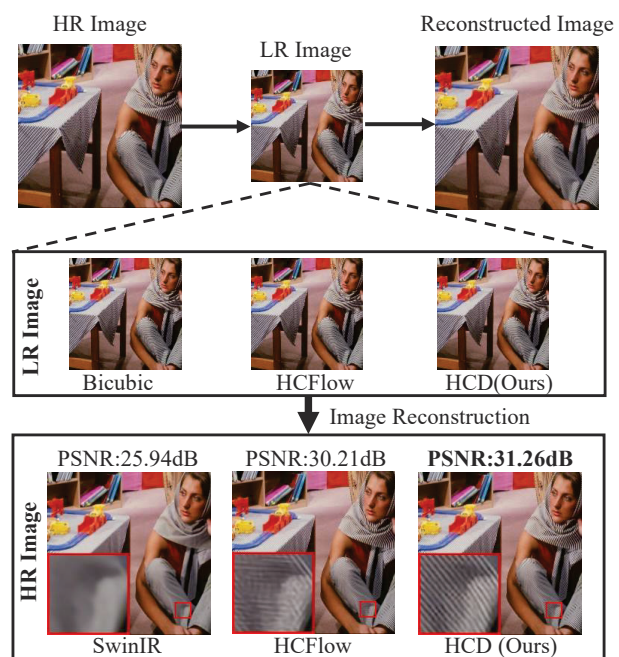 HR Image
LR Image
Reconstructed Image
LR Image
Bicubic
HCFlow
HCD(Ours)
Image Reconstruction
HR Image
PSNR:25.94dB
PSNR:30.21dB
PSNR:31.26dB
SwinIR
HCFlow
HCD (Ours)